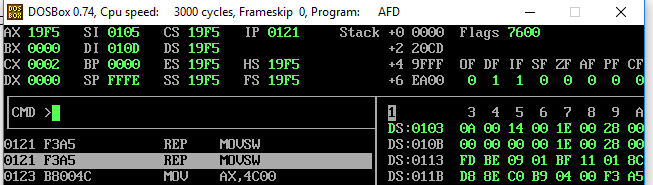 DOSBox 0.74, Cpu speed: 3000 cycles, Frameskip 0, Program: AFD
AX 19F5 SI 0105 CS 19F5 IP 0121 Stack +0 0000 Flags 7600
BX 0000 DI 010D DS 19F5 +2 20CD
CX 0002 BP 0000 ES 19F5 HS 19F5 +4 9FFF OF DF IF SF ZF AF PF CF
DX 0000 SP FFFE SS 19F5 FS 19F5 +6 EA00 0 1 1 0 0 0 0 0
CMD > 1 3 4 5 6 7 8 9 A
DS:0103 0A 00 14 00 1E 00 28 00
0121 F3A5 REP MOVSW DS:010B 00 00 00 00 1E 00 28 00
0121 F3A5 REP MOVSW DS:0113 FD BE 09 01 BF 11 01 8C
0123 B8004C MOV AX,4C00 DS:011B D8 8E C0 B9 04 00 F3 A5